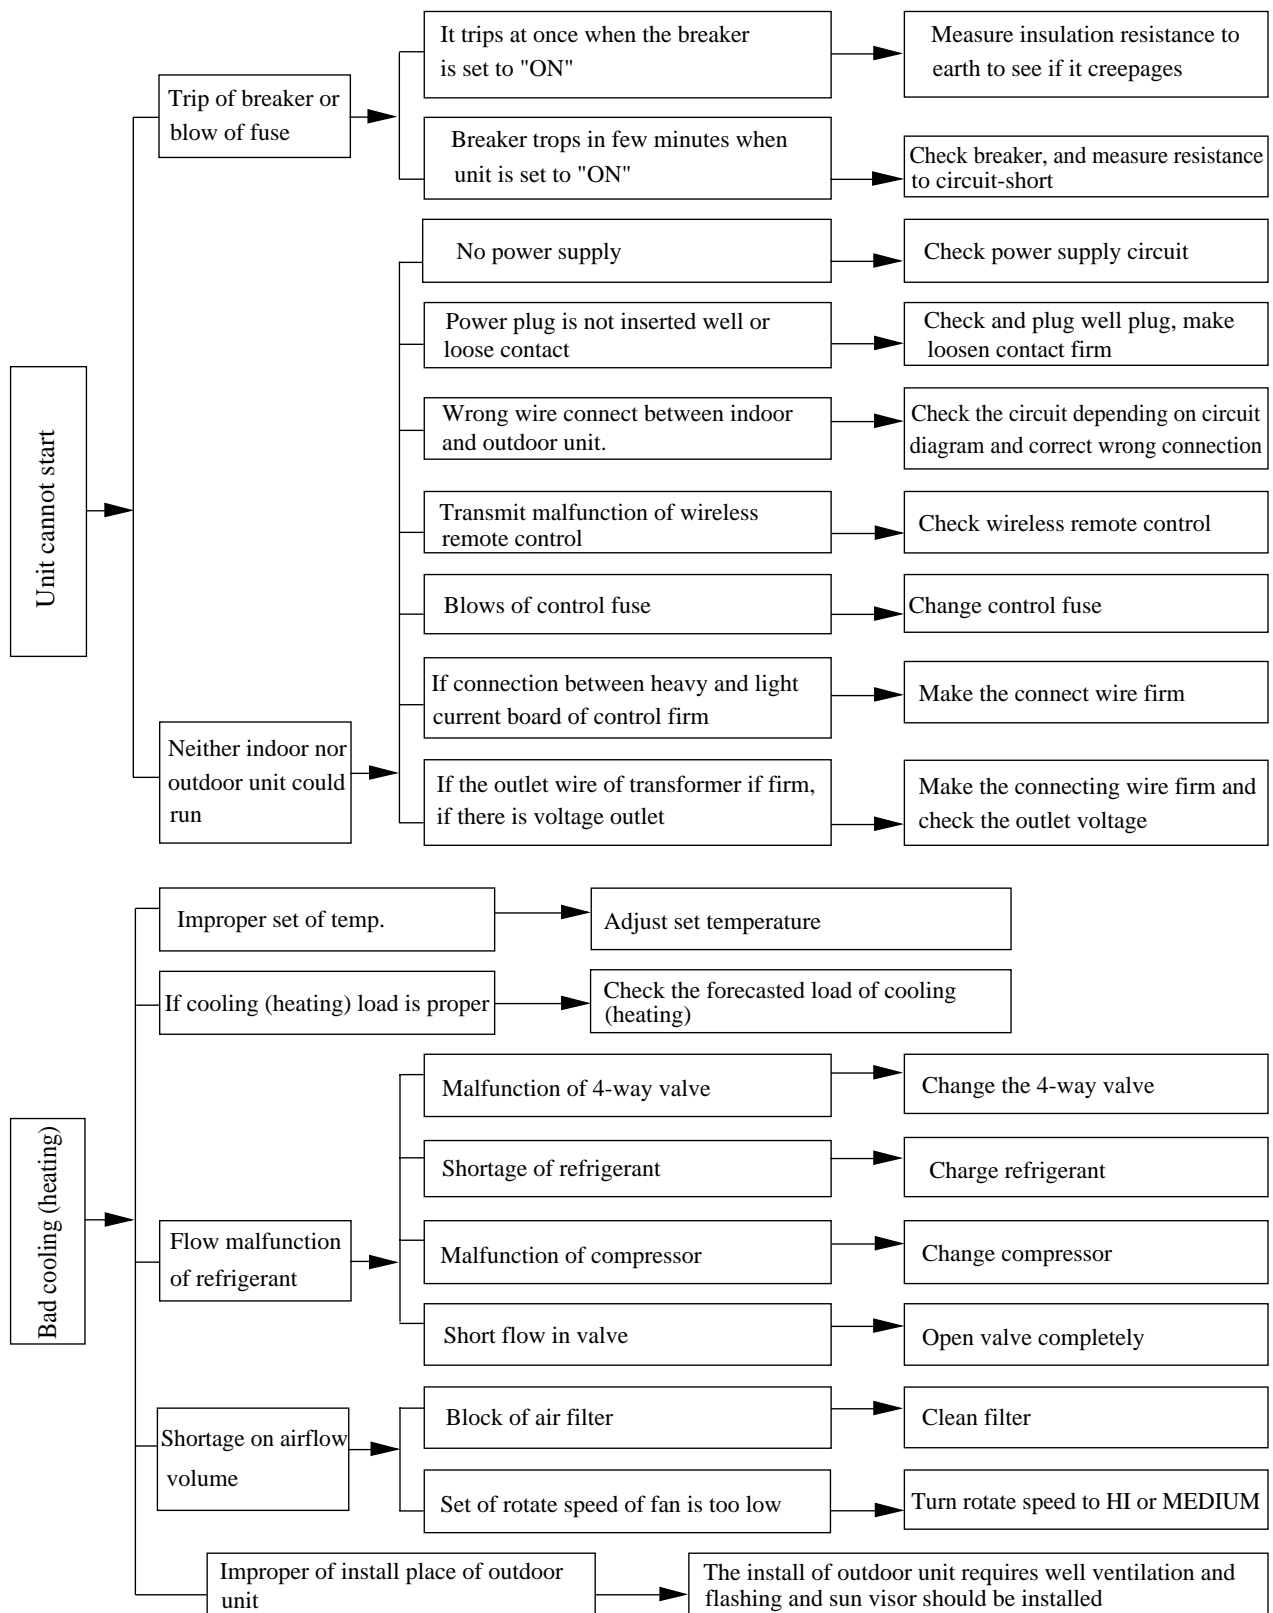 Unit cannot start
Trip of breaker or
blow of fuse
It trips at once when the breaker
is set to "ON"
Measure insulation resistance to
earth to see if it creepages
Breaker trops in few minutes when
unit is set to "ON"
Check breaker, and measure resistance
to circuit-short
Neither indoor nor
outdoor unit could
run
No power supply
Check power supply circuit
Power plug is not inserted well or
loose contact
Check and plug well plug, make
loosen contact firm
Wrong wire connect between indoor
and outdoor unit.
Check the circuit depending on circuit
diagram and correct wrong connection
Transmit malfunction of wireless
remote control
Check wireless remote control
Blows of control fuse
Change control fuse
If connection between heavy and light
current board of control firm
Make the connect wire firm
If the outlet wire of transformer if firm,
if there is voltage outlet
Make the connecting wire firm and
check the outlet voltage
Bad cooling (heating)
Improper set of temp.
Adjust set temperature
If cooling (heating) load is proper
Check the forecasted load of cooling
(heating)
Flow malfunction
of refrigerant
Malfunction of 4-way valve
Change the 4-way valve
Shortage of refrigerant
Charge refrigerant
Malfunction of compressor
Change compressor
Short flow in valve
Open valve completely
Shortage on airflow
volume
Block of air filter
Clean filter
Set of rotate speed of fan is too low
Turn rotate speed to HI or MEDIUM
Improper of install place of outdoor
unit
The install of outdoor unit requires well ventilation and
flashing and sun visor should be installed